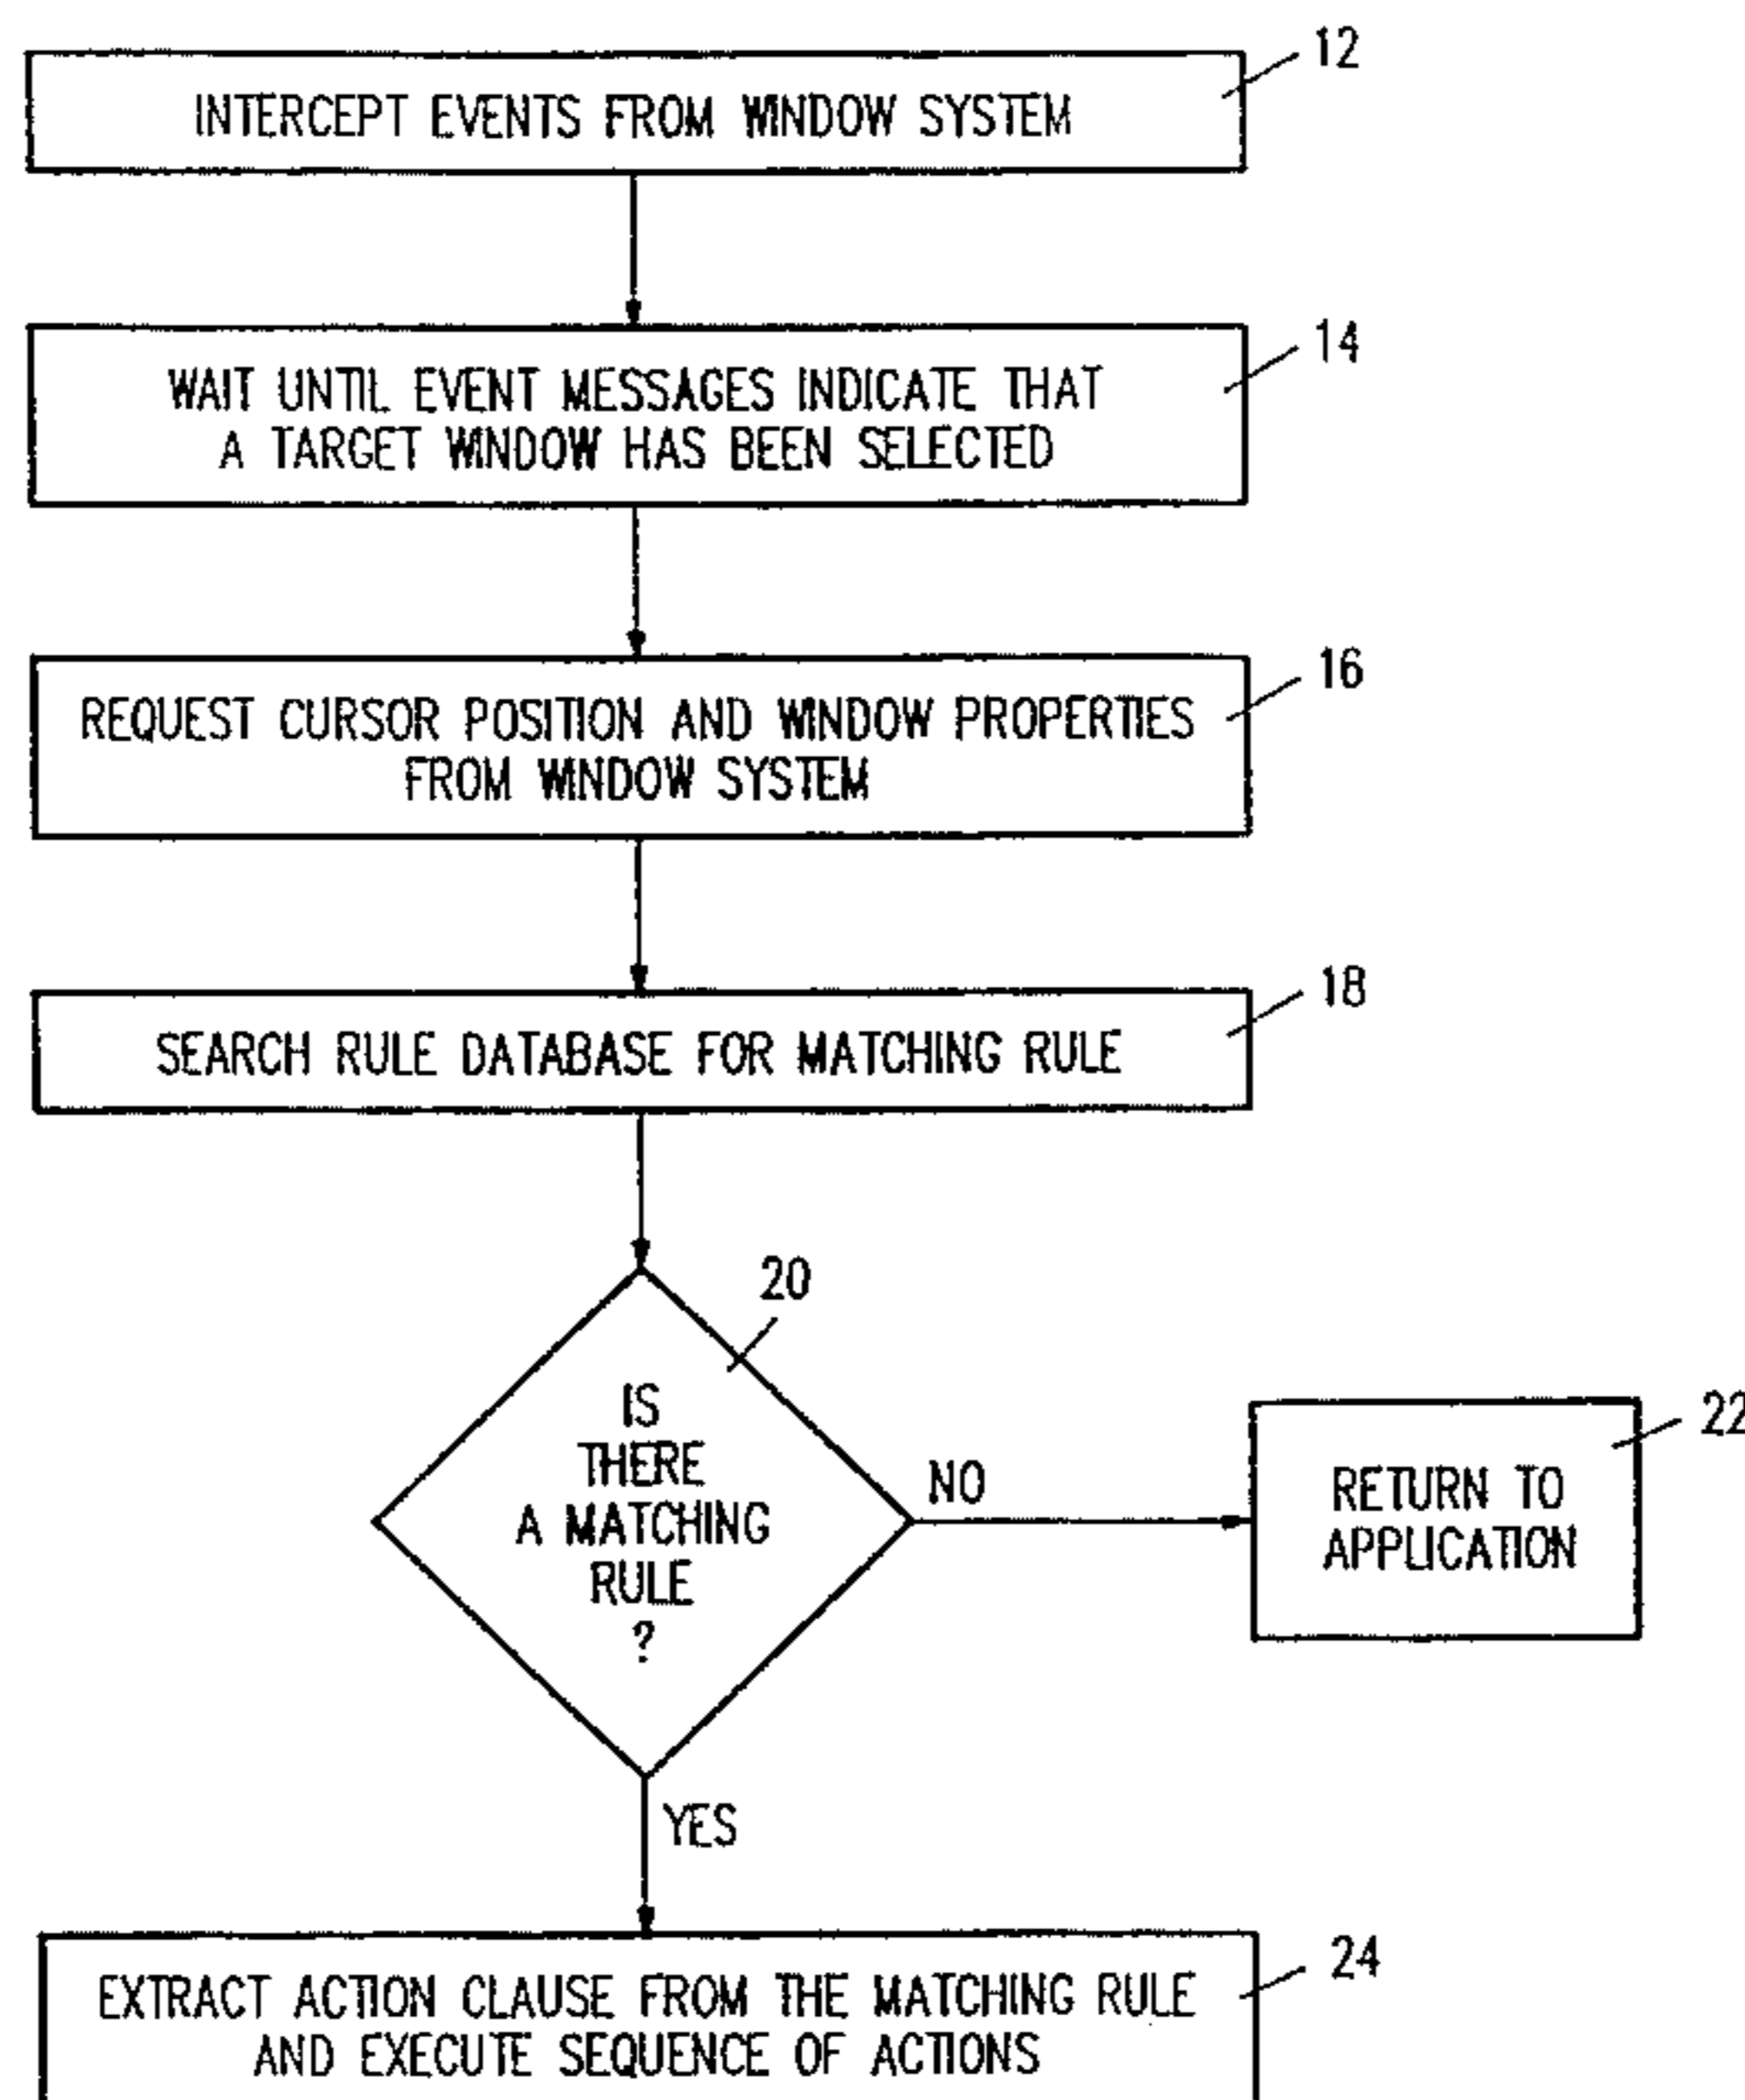 12
INTERCEPT EVENTS FROM WINDOW SYSTEM
14
WAIT UNTIL EVENT MESSAGES INDICATE THAT
A TARGET WINDOW HAS BEEN SELECTED
16
REQUEST CURSOR POSITION AND WINDOW PROPERTIES
FROM WINDOW SYSTEM
18
SEARCH RULE DATABASE FOR MATCHING RULE
20
IS
THERE
A MATCHING
RULE
?
NO
22
RETURN TO
APPLICATION
YES
24
EXTRACT ACTION CLAUSE FROM THE MATCHING RULE
AND EXECUTE SEQUENCE OF ACTIONS